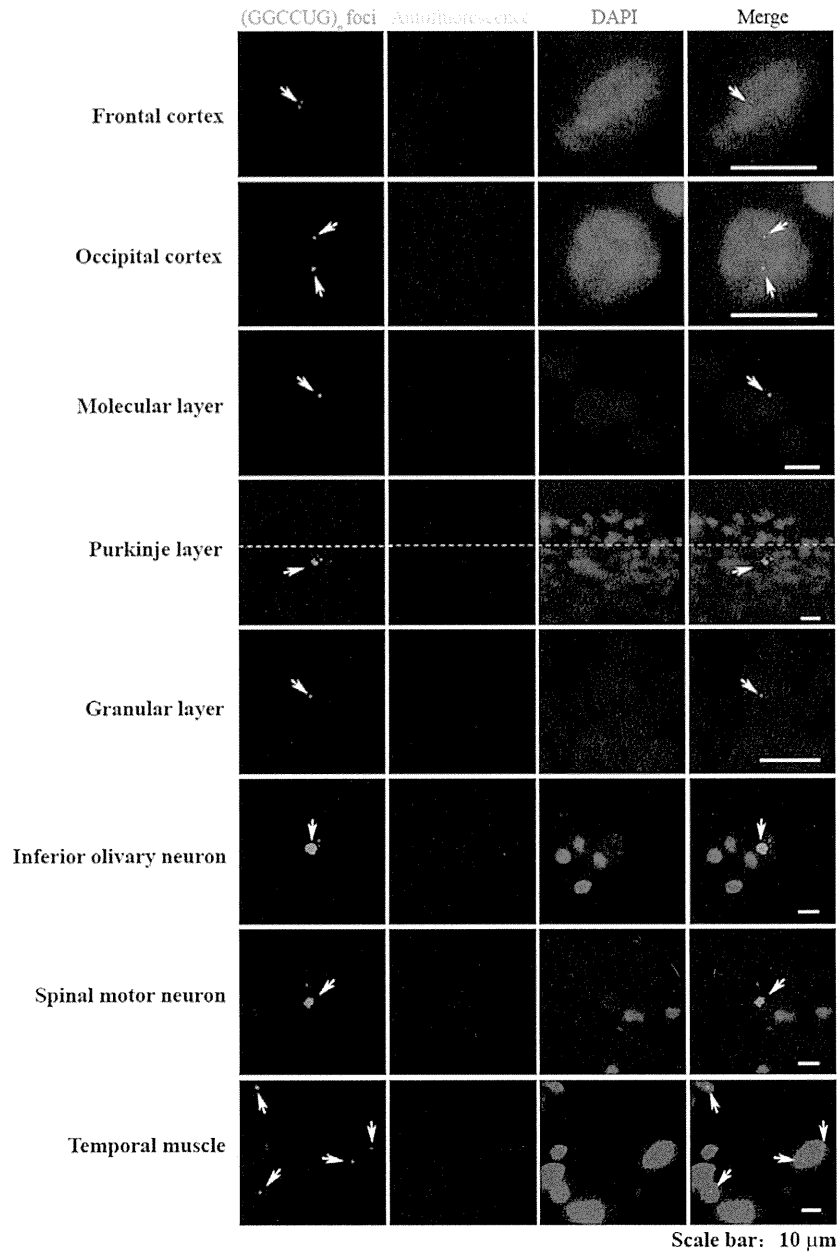 (GGCCUG)n foci Autofluorescence DAPI Merge
Frontal cortex
Occipital cortex
Molecular layer
Purkinje layer
Granular layer
Inferior olivary neuron
Spinal motor neuron
Temporal muscle
Scale bar: 10 μm